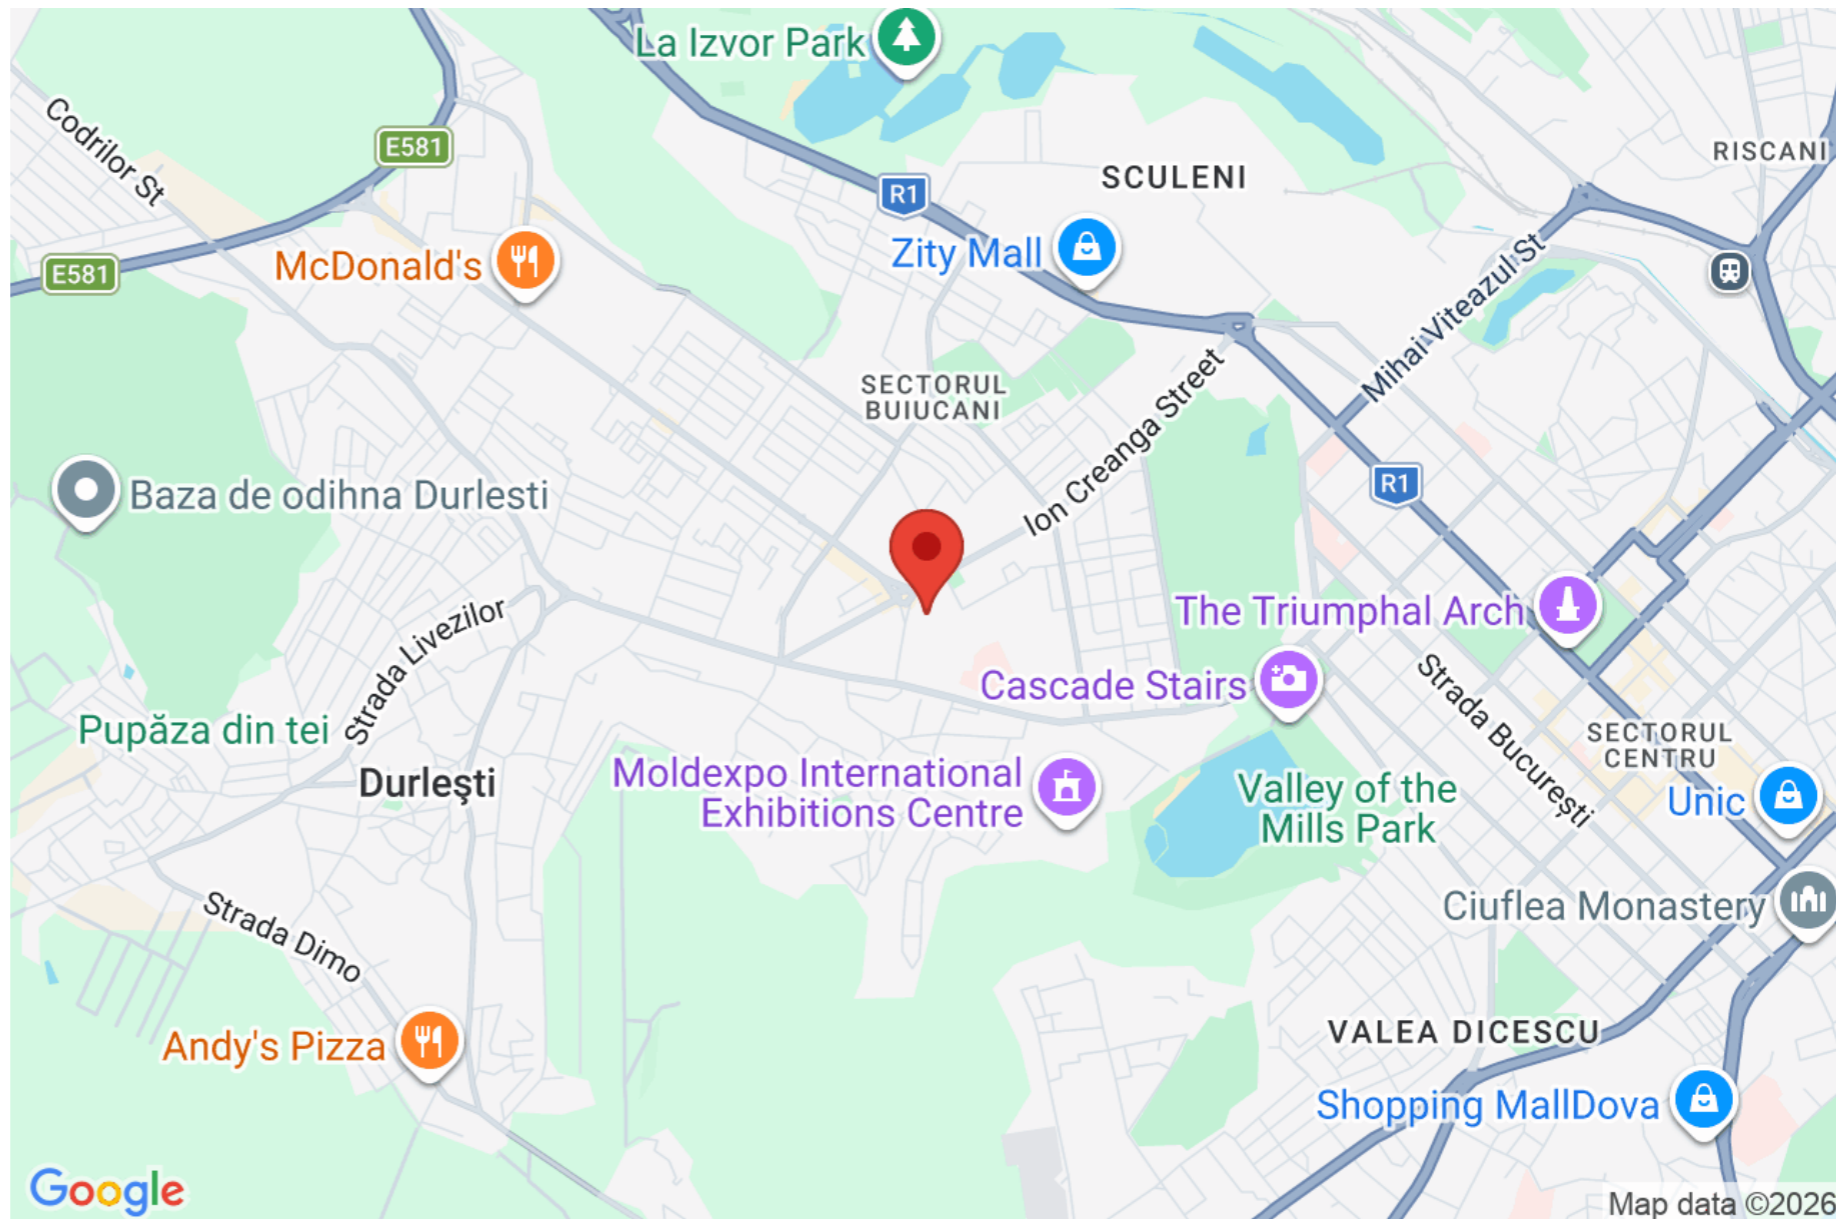 La Izvor Park
Codrilor St
E581
RISCANI
SCULENI
R1
Zity Mall
McDonald's
E581
Mihai Viteazul St
SECTORUL
BUIUCANI
Ion Creanga Street
R1
Baza de odihna Durlesti
The Triumphal Arch
Strada Livezilor
Cascade Stairs
Strada București
Pupăza din tei
SECTORUL
CENTRU
Durlești
Moldexpo International
Exhibitions Centre
Valley of the
Mills Park
Unic
Ciuflea Monastery
Strada Dimo
VALEA DICESCU
Andy's Pizza
Shopping MallDova
Google
Map data ©2026